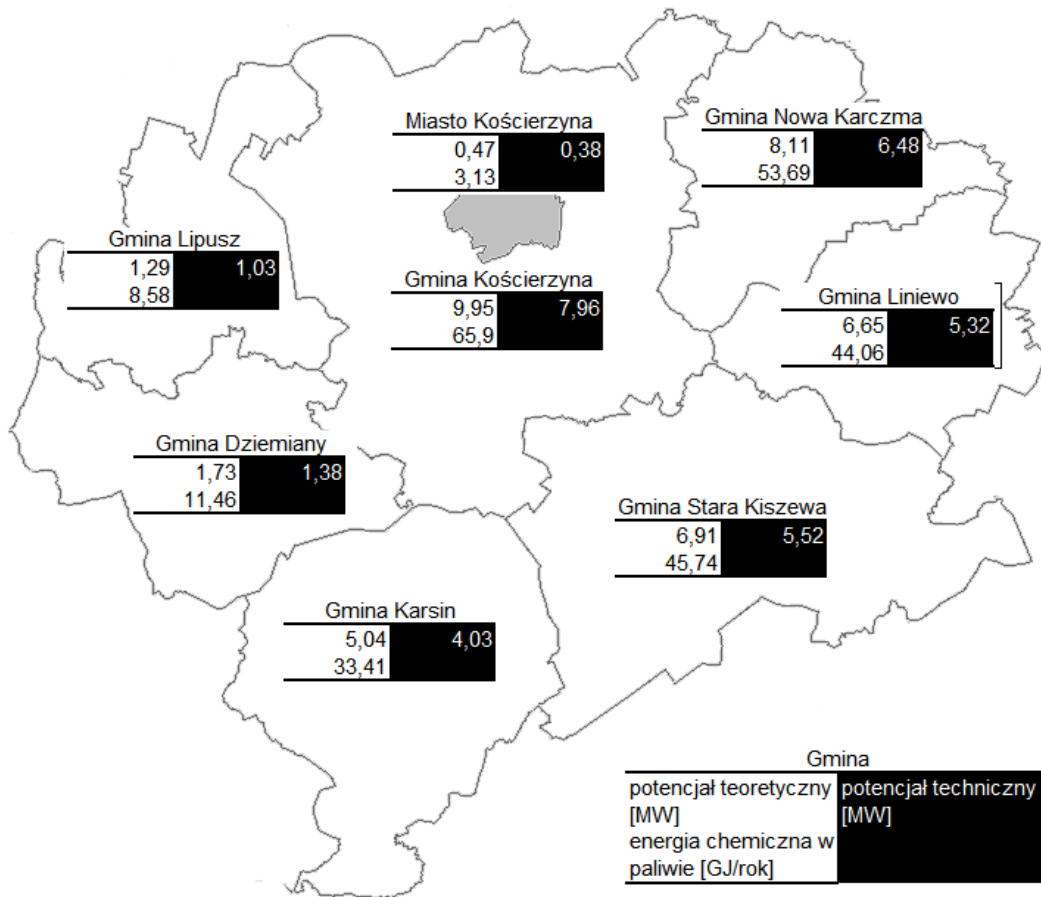 Miasto Kościerzyna
0,47 0,38
3,13
Gmina Nowa Karczma
8,11 6,48
53,69
Gmina Lipusz
1,29 1,03
8,58
Gmina Kościerzyna
9,95 7,96
65,9
Gmina Liniewo
6,65 5,32
44,06
Gmina Dziemiany
1,73 1,38
11,46
Gmina Stara Kiszewa
6,91 5,52
45,74
Gmina Karsin
5,04 4,03
33,41
Gmina
potencjał teoretyczny potencjał techniczny
[MW] [MW]
energia chemiczna w
paliwie [GJ/rok]